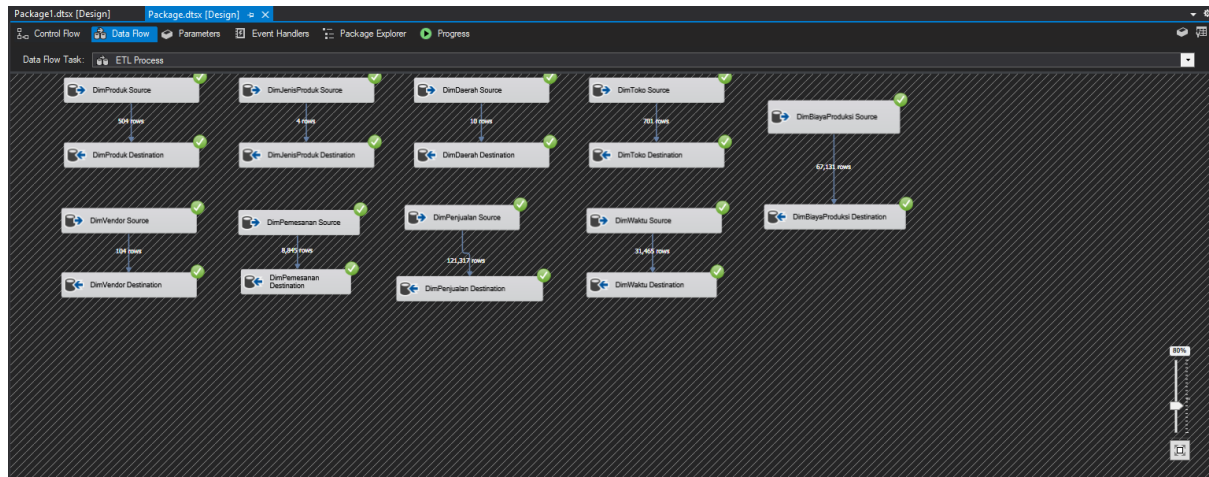 Package1.dtsx [Design]
Package.dtsx [Design]
Control Flow
Data Flow
Parameters
Event Handlers
Package Explorer
Progress
Data Flow Task:
ETL Process
DimProduk Source
504 rows
DimProduk Destination
DimJenisProduk Source
4 rows
DimJenisProduk Destination
DimDaerah Source
10 rows
DimDaerah Destination
DimToko Source
701 rows
DimToko Destination
DimBiayaProduksi Source
67,131 rows
DimBiayaProduksi Destination
DimVendor Source
104 rows
DimVendor Destination
DimPemesanan Source
8,845 rows
DimPemesanan
Destination
DimPenjualan Source
121,317 rows
DimPenjualan Destination
DimWaktu Source
31,465 rows
DimWaktu Destination
80%